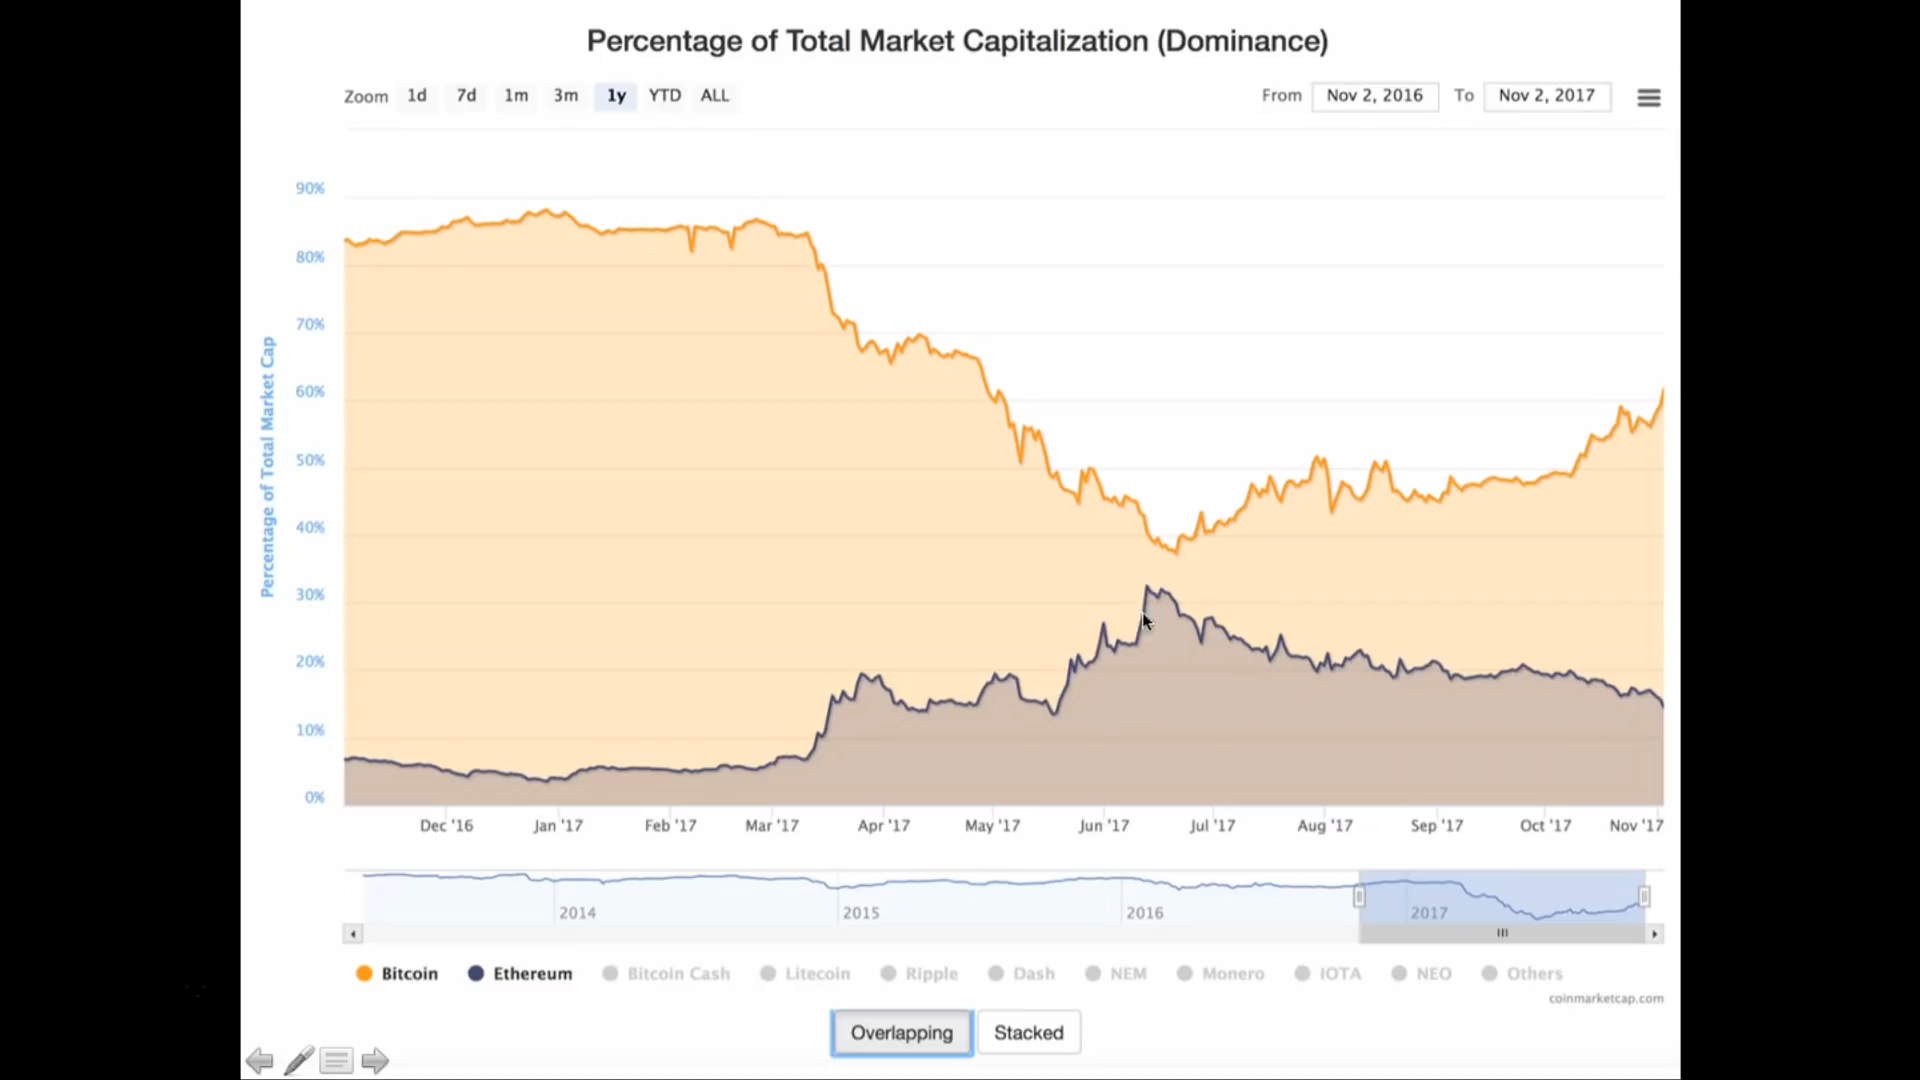 Percentage of Total Market Capitalization (Dominance)
Zoom 1d 7d 1m 3m 1y YTD ALL From Nov 2, 2016 To Nov 2, 2017
Percentage of Total Market Cap
90%
80%
70%
60%
50%
40%
30%
20%
10%
0%
Dec '16 Jan '17 Feb '17 Mar '17 Apr '17 May '17 Jun '17 Jul '17 Aug '17 Sep '17 Oct '17 Nov '17
2014 2015 2016 2017
Bitcoin Ethereum Bitcoin Cash Litecoin Ripple Dash NEM Monero IOTA NEO Others
coinmarketcap.com
Overlapping Stacked